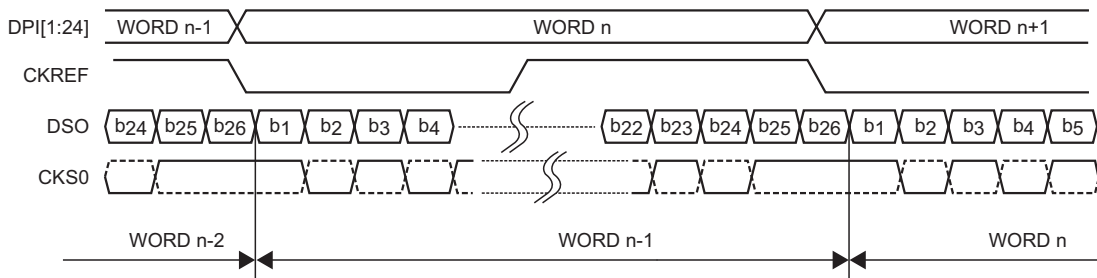 DPI[1:24] WORD n-1 WORD n WORD n+1
CKREF
DSO b24 b25 b26 b1 b2 b3 b4 b22 b23 b24 b25 b26 b1 b2 b3 b4 b5
CKS0
WORD n-2 WORD n-1 WORD n